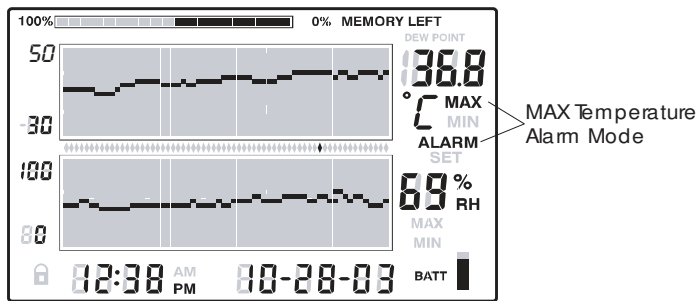 100% 0% MEMORY LEFT
DEW POINT
50
36.8
°C MAX
MIN
-30
ALARM
SET
MAX Temperature
Alarm Mode
100
69 % RH
MAX
MIN
0
12:38 AM PM 10-28-03 BATT